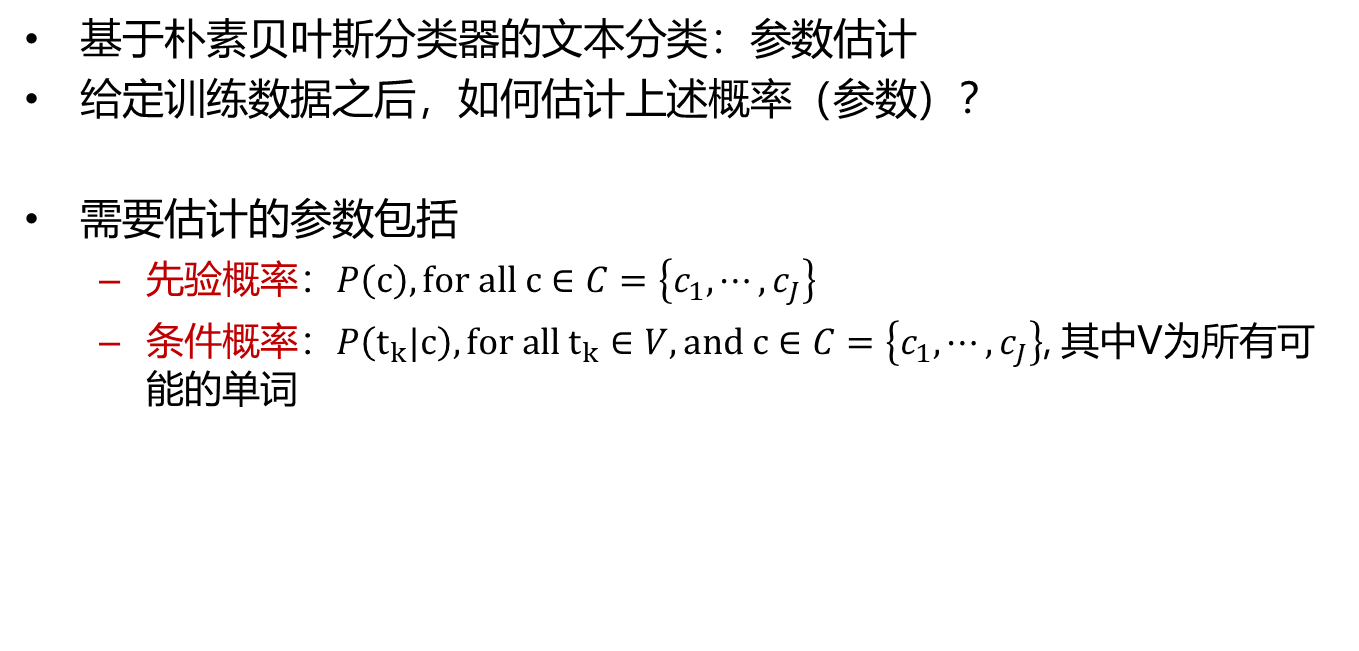 • 基于朴素贝叶斯分类器的文本分类：参数估计
• 给定训练数据之后，如何估计上述概率（参数）？
• 需要估计的参数包括
– 先验概率：P(c), for all c ∈ C = {c₁, ⋯ , c_J}
– 条件概率：P(tₖ|c), for all tₖ ∈ V, and c ∈ C = {c₁, ⋯ , c_J}, 其中V为所有可
能的单词